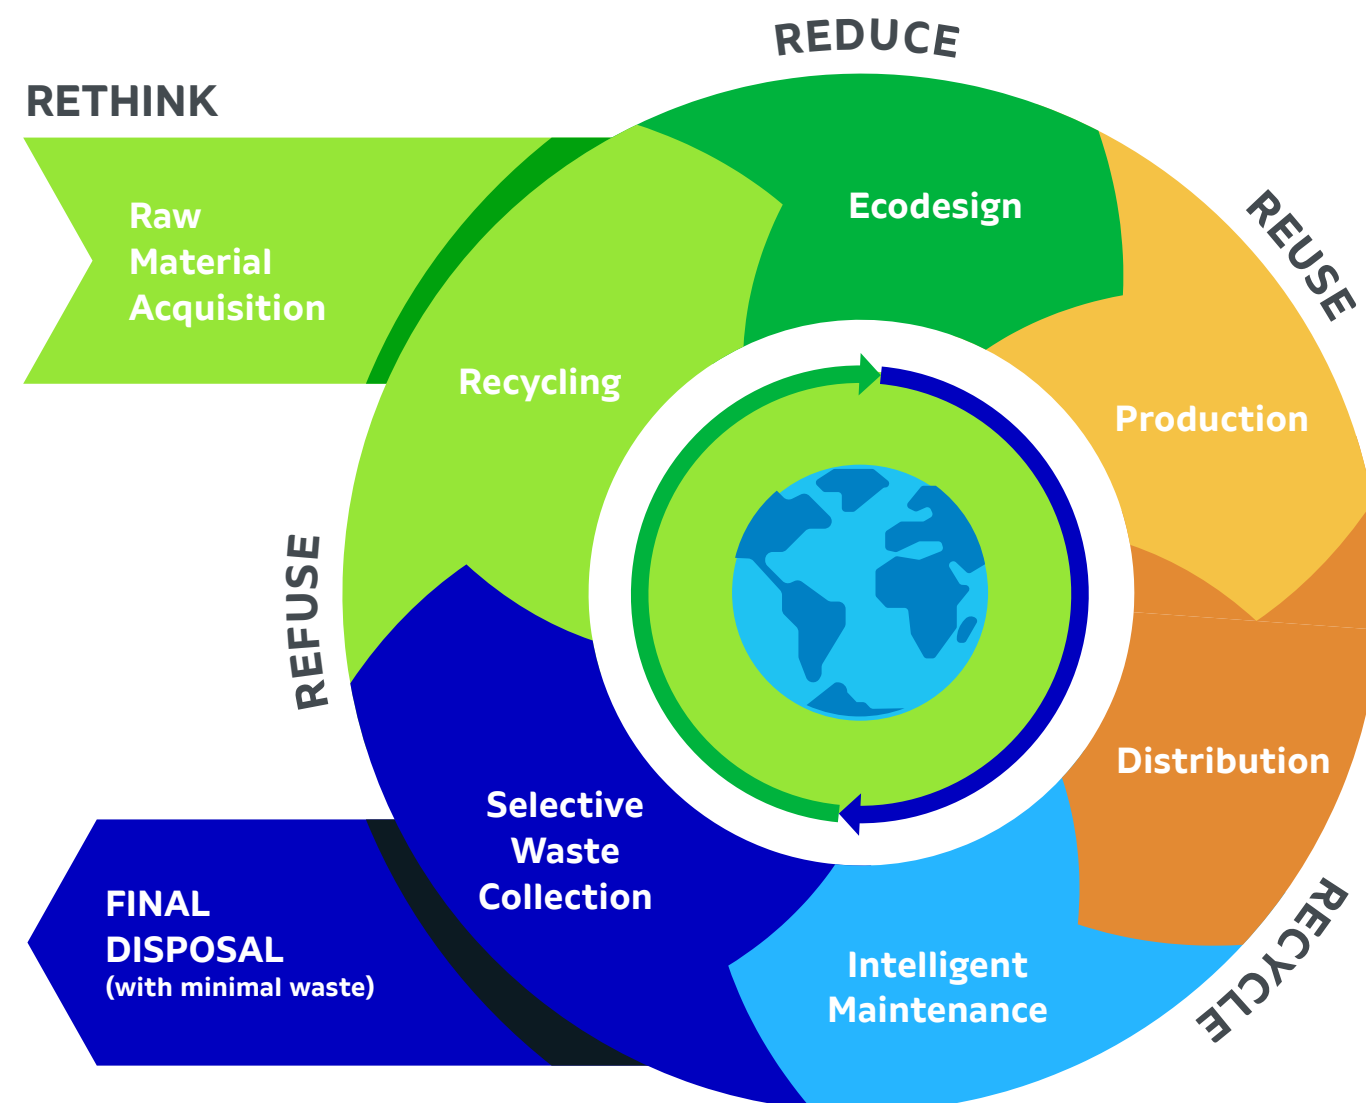 REDUCE
RETHINK
Raw
Material
Acquisition
Ecodesign
REUSE
Recycling
Production
REFUSE
Distribution
Selective
Waste
Collection
FINAL
DISPOSAL
(with minimal waste)
Intelligent
Maintenance
RECYCLE